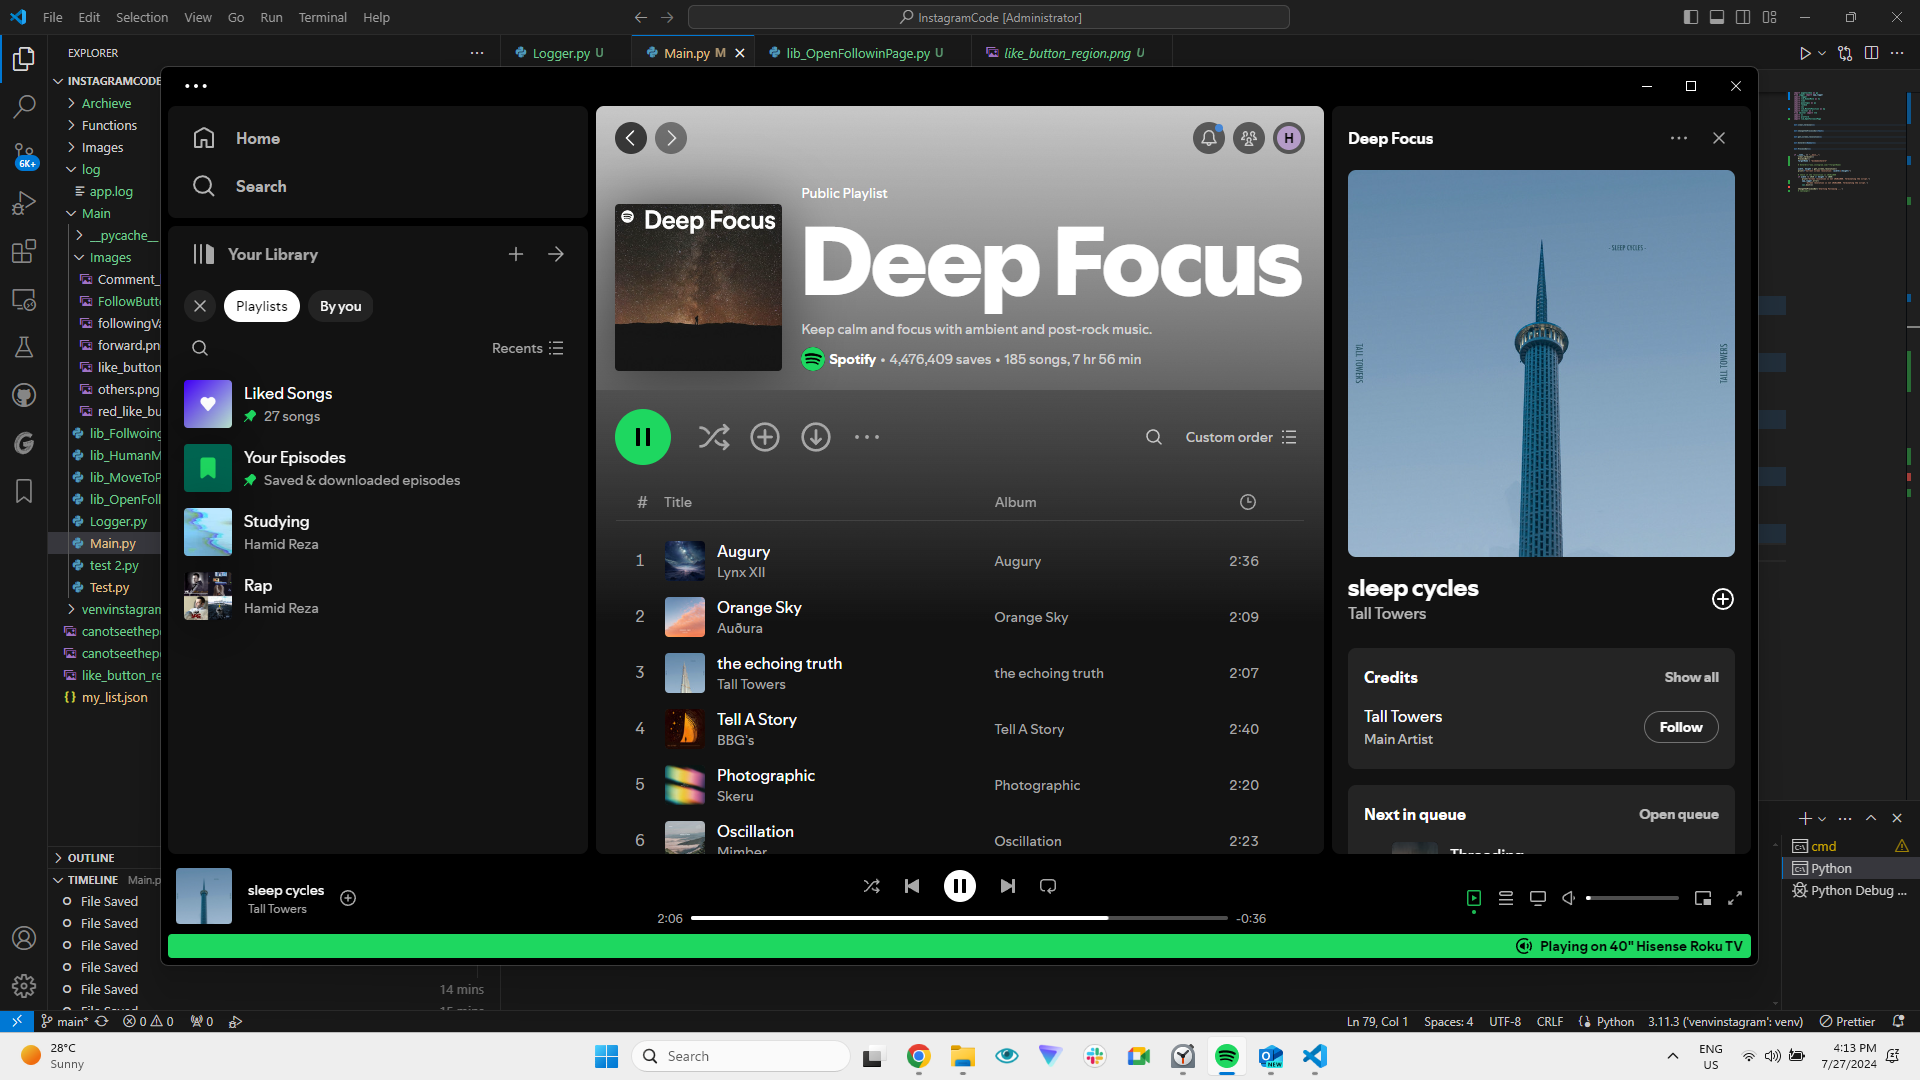 File Edit Selection View Go Run Terminal Help
InstagramCode [Administrator]
EXPLORER
Logger.py U
Main.py M
lib_OpenFollowinPage.py U
like_button_region.png U
INSTAGRAMCODE
Archieve
Functions
Images
log
app.log
Main
__pycache__
Images
Comment_
FollowButt
followingVa
forward.pn
like_button
others.png
red_like_bu
lib_Follwoing
lib_HumanM
lib_MoveToP
lib_OpenFoll
Logger.py
Main.py
test 2.py
Test.py
venvinstagram
canotseethep
canotseethep
like_button_re
my_list.json
6K+
OUTLINE
TIMELINE Main.p
File Saved
File Saved
File Saved
File Saved
File Saved 14 mins
Home
Search
Your Library
Playlists
By you
Recents
Liked Songs
27 songs
Your Episodes
Saved & downloaded episodes
Studying
Hamid Reza
Rap
Hamid Reza
H
Deep Focus
Public Playlist
Deep Focus
Keep calm and focus with ambient and post-rock music.
Spotify • 4,476,409 saves • 185 songs, 7 hr 56 min
Custom order
# Title Album
1 Augury Augury 2:36
Lynx XII
2 Orange Sky Orange Sky 2:09
Auðura
3 the echoing truth the echoing truth 2:07
Tall Towers
4 Tell A Story Tell A Story 2:40
BBG's
5 Photographic Photographic 2:20
Skeru
6 Oscillation Oscillation 2:23
Mimber
Deep Focus
- SLEEP CYCLES -
TALL TOWERS
TALL TOWERS
sleep cycles
Tall Towers
Credits Show all
Tall Towers
Main Artist
Follow
Next in queue Open queue
Threading
sleep cycles
Tall Towers
2:06 -0:36
Playing on 40" Hisense Roku TV
cmd
Python
Python Debug ...
main* 0 0 0
Ln 79, Col 1 Spaces: 4 UTF-8 CRLF Python 3.11.3 ('venvinstagram': venv) Prettier
28°C
Sunny
Search
NEW
ENG
US
4:13 PM
7/27/2024